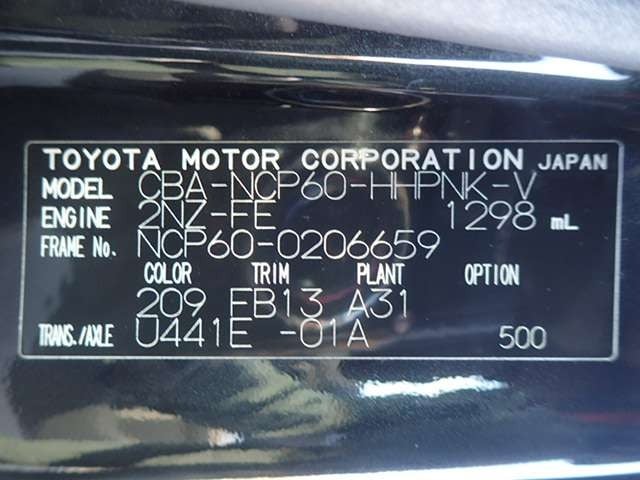 TOYOTA MOTOR CORPORATION JAPAN
MODEL CBA-NCP60-HHPNK-V
ENGINE 2NZ-FE 1298 mL
FRAME No. NCP60-0206659
COLOR TRIM PLANT OPTION
209 FB13 A31
TRANS./AXLE U441E -01A 500